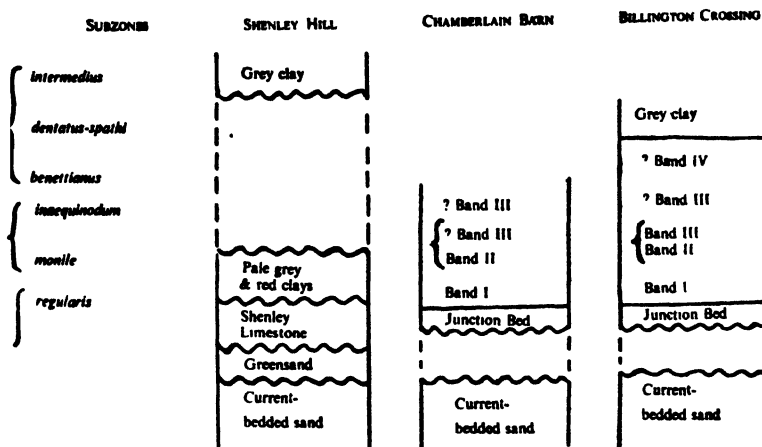 SUBZONES
intermedius
dentatus-spathi
benettianus
inaequinodum
monile
regularis
SHENLEY HILL
Grey clay
Pale grey
& red clays
Shenley
Limestone
Greensand
Current-
bedded sand
CHAMBERLAIN BARN
? Band III
? Band III
Band II
Band I
Junction Bed
Current-
bedded sand
BILLINGTON CROSSING
Grey clay
? Band IV
? Band III
Band III
Band II
Band I
Junction Bed
Current-
bedded sand